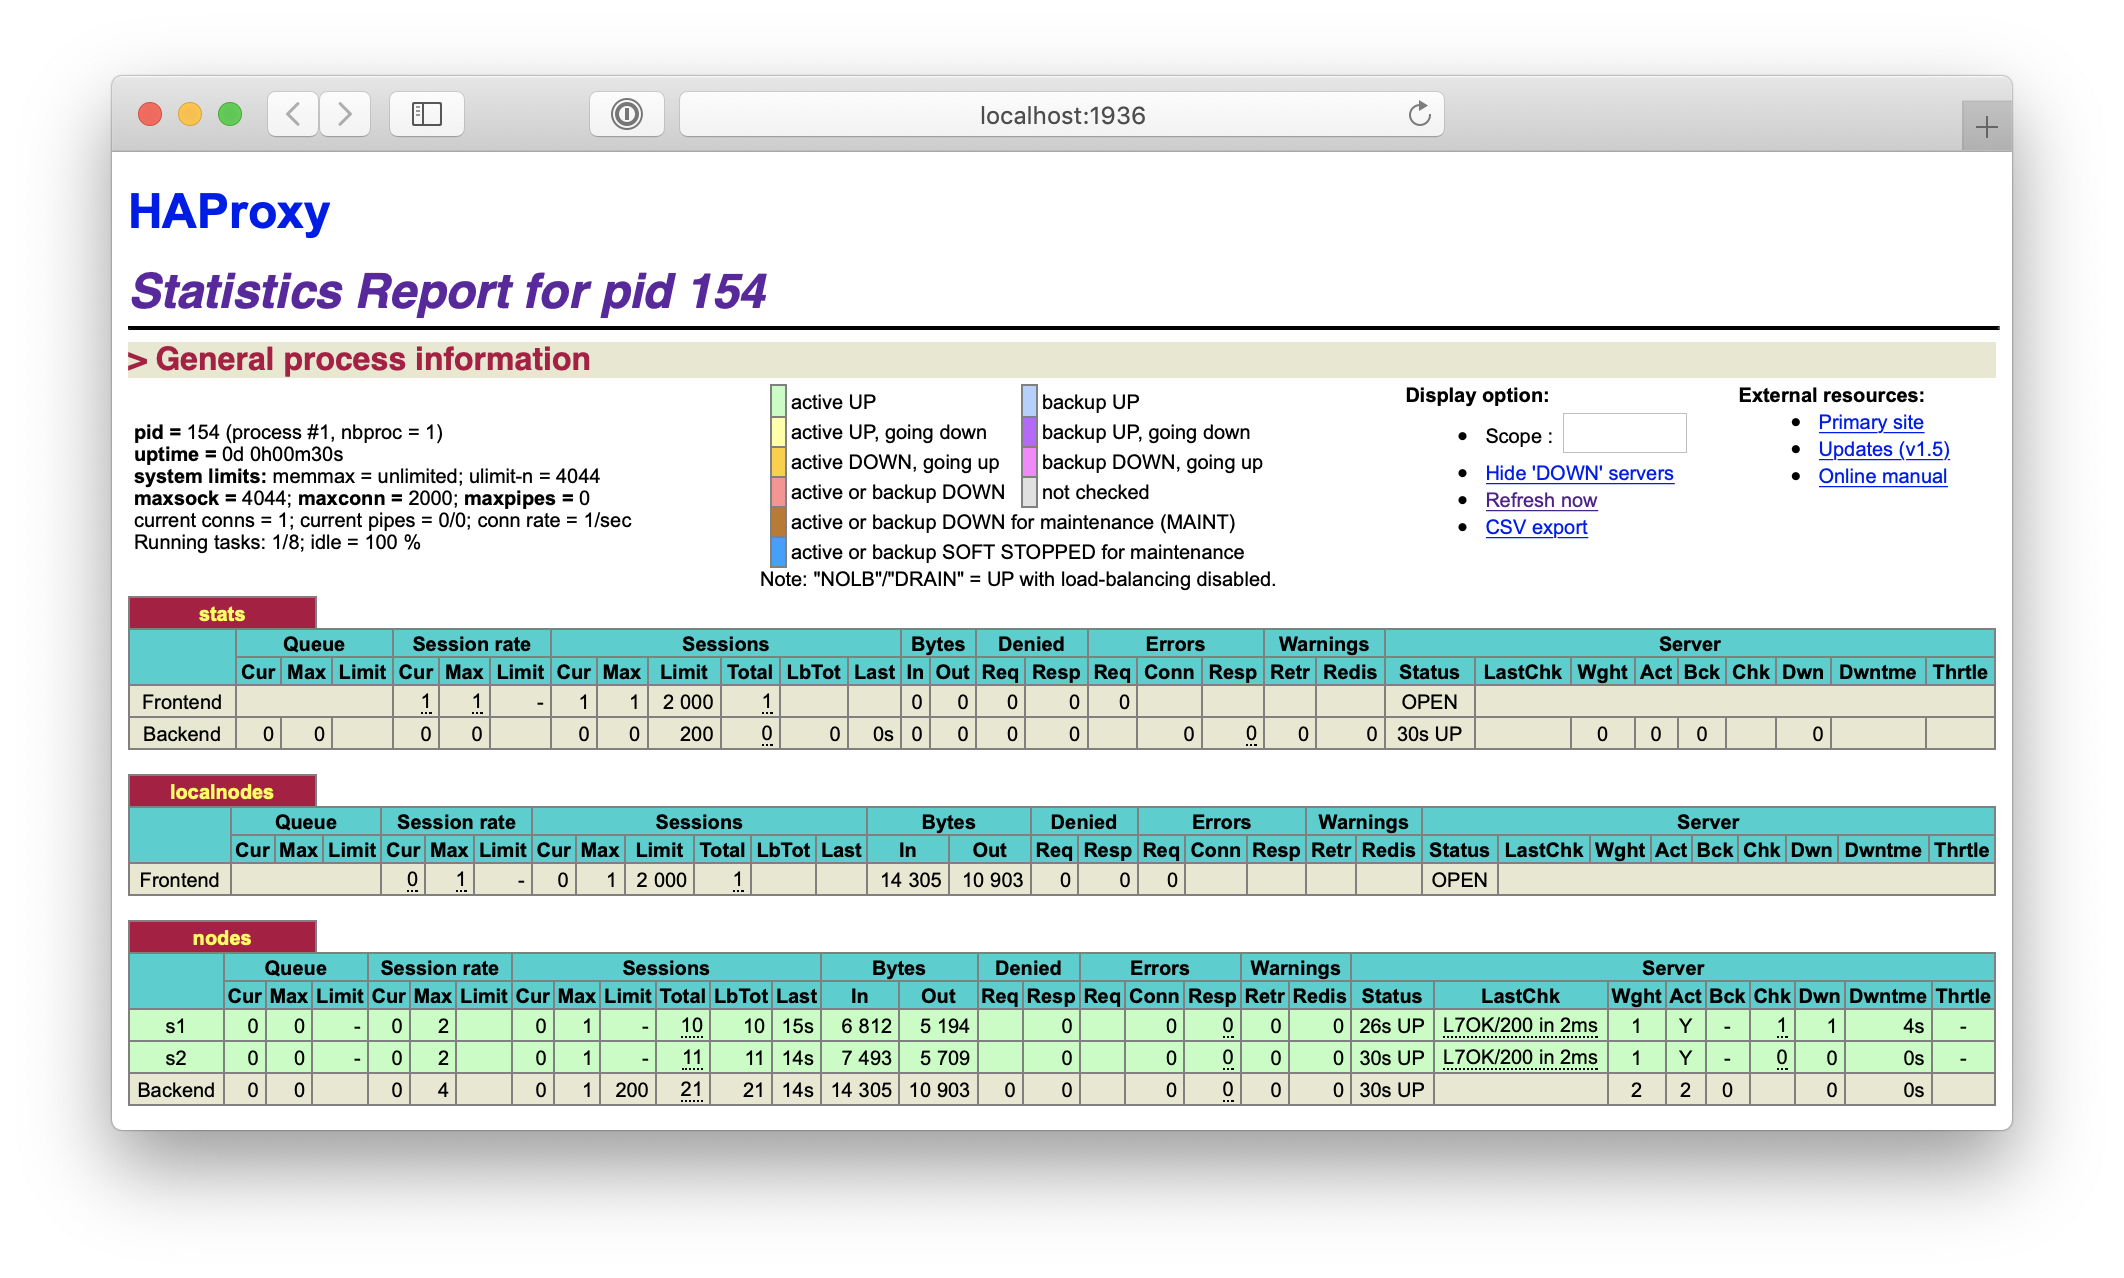 localhost:1936
HAProxy
Statistics Report for pid 154
> General process information
pid = 154 (process #1, nbproc = 1)
uptime = 0d 0h00m30s
system limits: memmax = unlimited; ulimit-n = 4044
maxsock = 4044; maxconn = 2000; maxpipes = 0
current conns = 1; current pipes = 0/0; conn rate = 1/sec
Running tasks: 1/8; idle = 100 %
active UP backup UP
active UP, going down backup UP, going down
active DOWN, going up backup DOWN, going up
active or backup DOWN not checked
active or backup DOWN for maintenance (MAINT)
active or backup SOFT STOPPED for maintenance
Note: "NOLB"/"DRAIN" = UP with load-balancing disabled.
Display option:
• Scope :
• Hide 'DOWN' servers
• Refresh now
• CSV export
External resources:
• Primary site
• Updates (v1.5)
• Online manual
stats
Queue Session rate Sessions Bytes Denied Errors Warnings Server
Cur Max Limit Cur Max Limit Cur Max Limit Total LbTot Last In Out Req Resp Req Conn Resp Retr Redis Status LastChk Wght Act Bck Chk Dwn Dwntme Thrtle
Frontend 1 1 - 1 1 2 000 1 0 0 0 0 0 OPEN
Backend 0 0 0 0 0 0 200 0 0 0s 0 0 0 0 0 0 0 0 30s UP 0 0 0 0
localnodes
Queue Session rate Sessions Bytes Denied Errors Warnings Server
Cur Max Limit Cur Max Limit Cur Max Limit Total LbTot Last In Out Req Resp Req Conn Resp Retr Redis Status LastChk Wght Act Bck Chk Dwn Dwntme Thrtle
Frontend 0 1 - 0 1 2 000 1 14 305 10 903 0 0 0 OPEN
nodes
Queue Session rate Sessions Bytes Denied Errors Warnings Server
Cur Max Limit Cur Max Limit Cur Max Limit Total LbTot Last In Out Req Resp Req Conn Resp Retr Redis Status LastChk Wght Act Bck Chk Dwn Dwntme Thrtle
s1 0 0 - 0 2 0 1 - 10 10 15s 6 812 5 194 0 0 0 0 0 26s UP L7OK/200 in 2ms 1 Y - 1 1 4s -
s2 0 0 - 0 2 0 1 - 11 11 14s 7 493 5 709 0 0 0 0 0 30s UP L7OK/200 in 2ms 1 Y - 0 0 0s -
Backend 0 0 0 4 0 1 200 21 21 14s 14 305 10 903 0 0 0 0 0 0 30s UP 2 2 0 0 0s